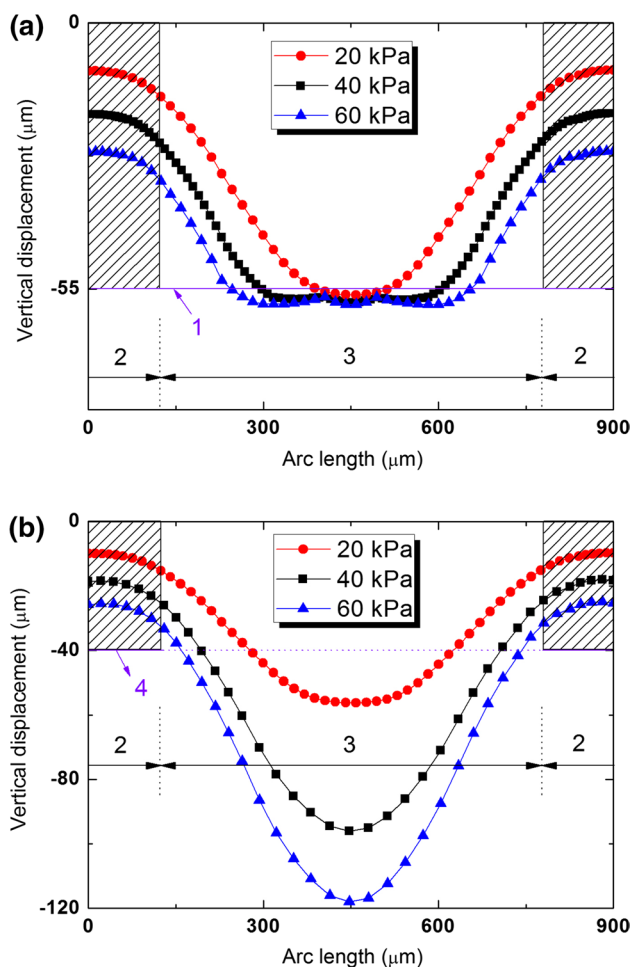 (a)
0
20 kPa
40 kPa
60 kPa
Vertical displacement (μm)
-55
1
2 3 2
0 300 600 900
Arc length (μm)
(b)
0
20 kPa
40 kPa
60 kPa
Vertical displacement (μm)
-40
4
2 3 2
-80
-120
0 300 600 900
Arc length (μm)